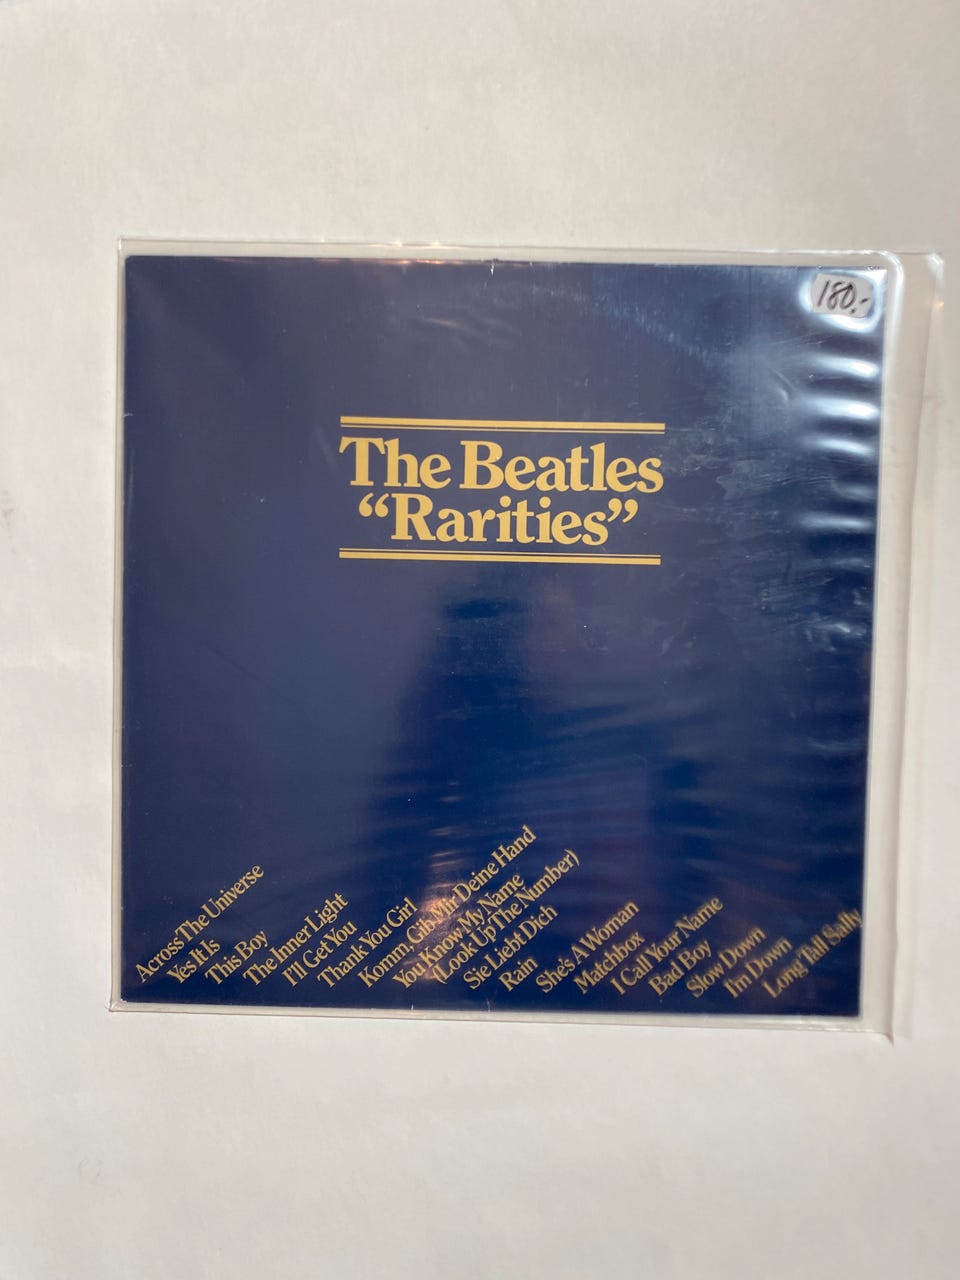 180.-
The Beatles
“Rarities”
Across The Universe
Yes It Is
This Boy
The Inner Light
I'll Get You
Thank You Girl
Komm, Gib Mir Deine Hand
You Know My Name
(Look Up The Number)
Sie Liebt Dich
Rain
She's A Woman
Matchbox
I Call Your Name
Bad Boy
Slow Down
I'm Down
Long Tall Sally